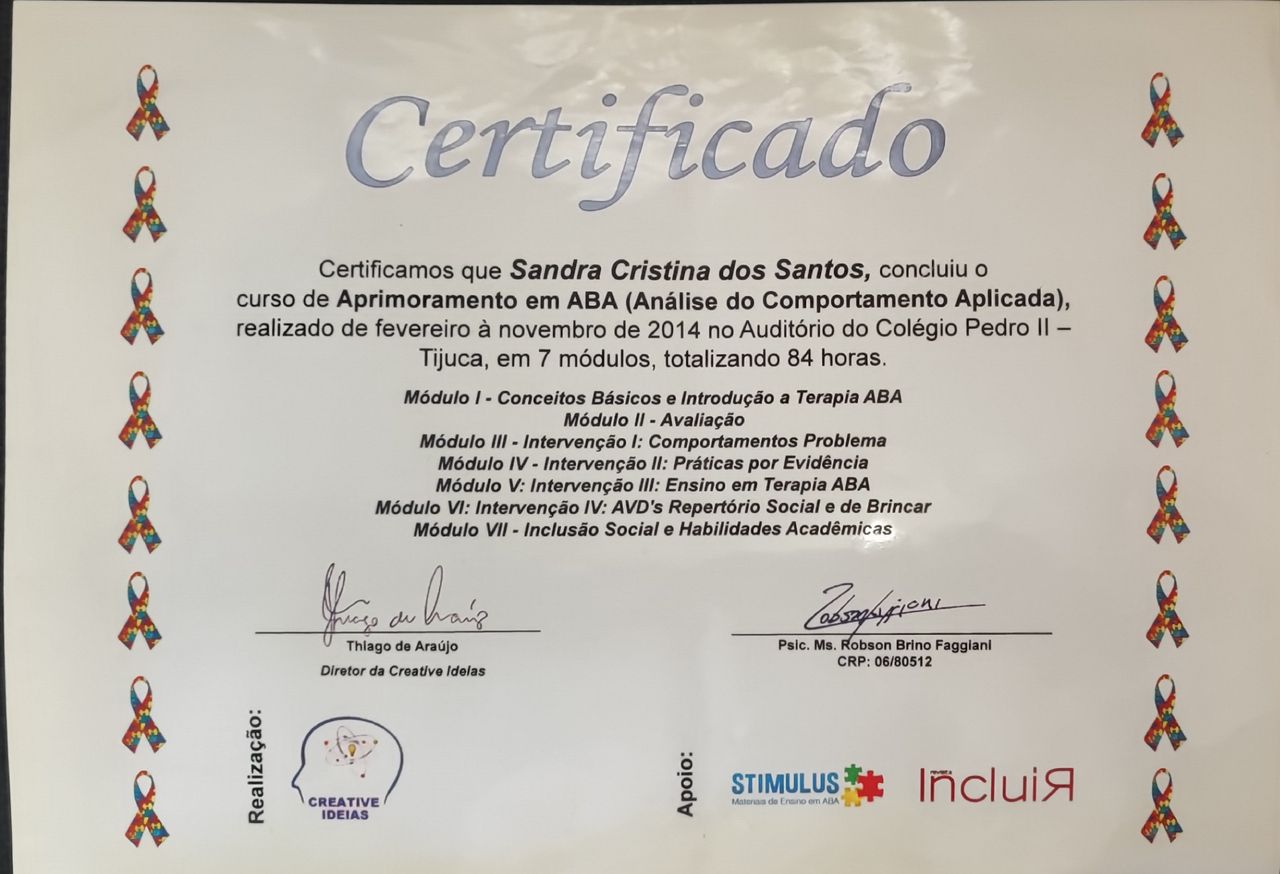 Certificado
Certificamos que Sandra Cristina dos Santos, concluiu o
curso de Aprimoramento em ABA (Análise do Comportamento Aplicada),
realizado de fevereiro à novembro de 2014 no Auditório do Colégio Pedro II –
Tijuca, em 7 módulos, totalizando 84 horas.
Módulo I - Conceitos Básicos e Introdução a Terapia ABA
Módulo II - Avaliação
Módulo III - Intervenção I: Comportamentos Problema
Módulo IV - Intervenção II: Práticas por Evidência
Módulo V: Intervenção III: Ensino em Terapia ABA
Módulo VI: Intervenção IV: AVD's Repertório Social e de Brincar
Módulo VII - Inclusão Social e Habilidades Acadêmicas
Thiago de Araújo
Thiago de Araújo
Diretor da Creative Ideias
Psic. Ms. Robson Brino Faggiani
CRP: 06/80512
Realização:
CREATIVE
IDEIAS
Apoio:
STIMULUS
Materiais de Ensino em ABA
revista
IncluiR